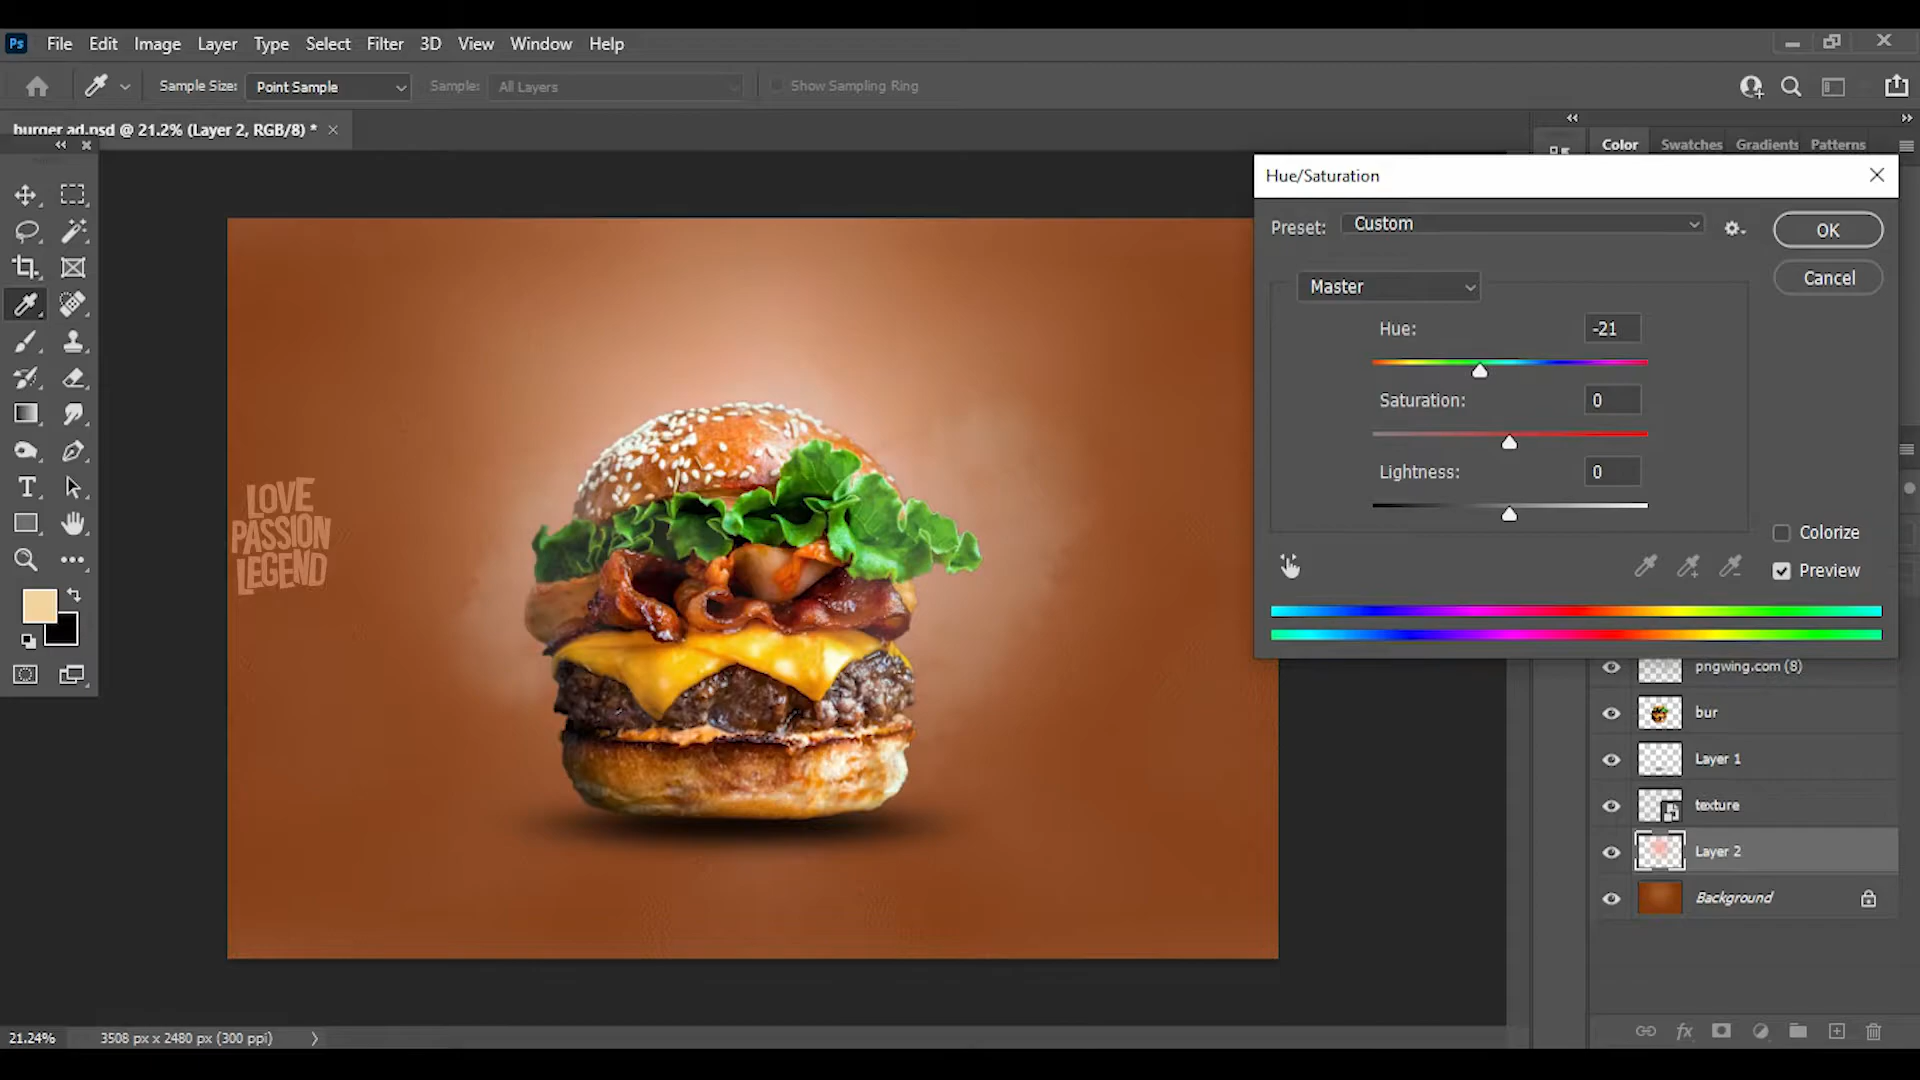 Ps File Edit Image Layer Type Select Filter 3D View Window Help
Sample Size: Point Sample Sample: All Layers Show Sampling Ring
burger ad.psd @ 21.2% (Layer 2, RGB/8) *
Color Swatches Gradients Patterns
Hue/Saturation
Preset: Custom
OK
Cancel
Master
Hue: -21
Saturation: 0
Lightness: 0
Colorize
Preview
LOVE
PASSION
LEGEND
T
pngwing.com (8)
bur
Layer 1
texture
Layer 2
Background
fx
21.24% 3508 px x 2480 px (300 ppi)